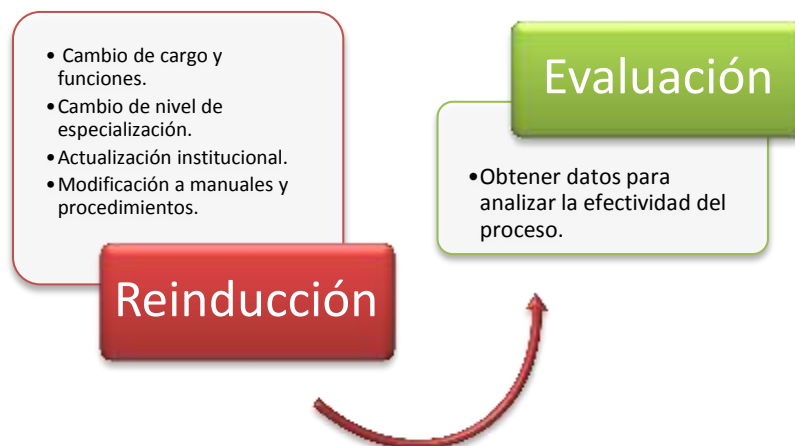 • Cambio de cargo y
funciones.
•Cambio de nivel de
especialización.
•Actualización institucional.
•Modificación a manuales y
procedimientos.
Reinducción
Evaluación
•Obtener datos para
analizar la efectividad del
proceso.